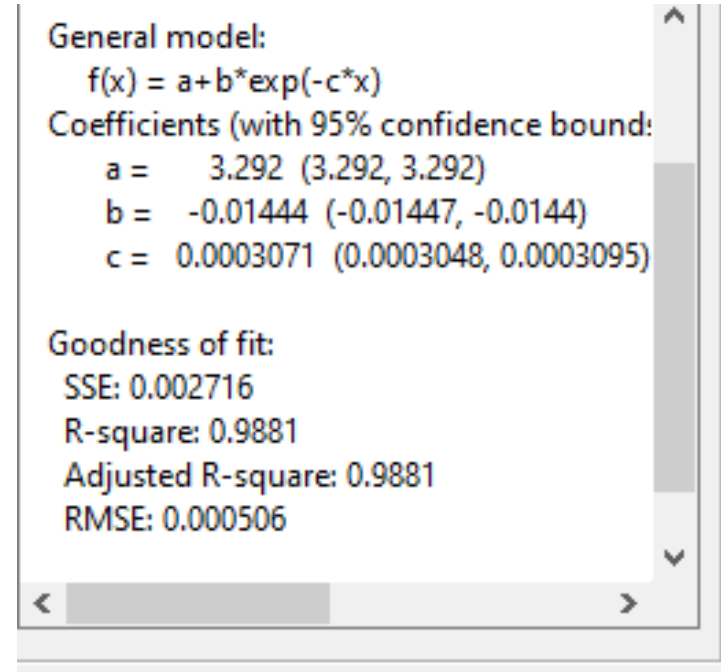 General model:
f(x) = a+b*exp(-c*x)
Coefficients (with 95% confidence bounds
a = 3.292 (3.292, 3.292)
b = -0.01444 (-0.01447, -0.0144)
c = 0.0003071 (0.0003048, 0.0003095)
Goodness of fit:
SSE: 0.002716
R-square: 0.9881
Adjusted R-square: 0.9881
RMSE: 0.000506